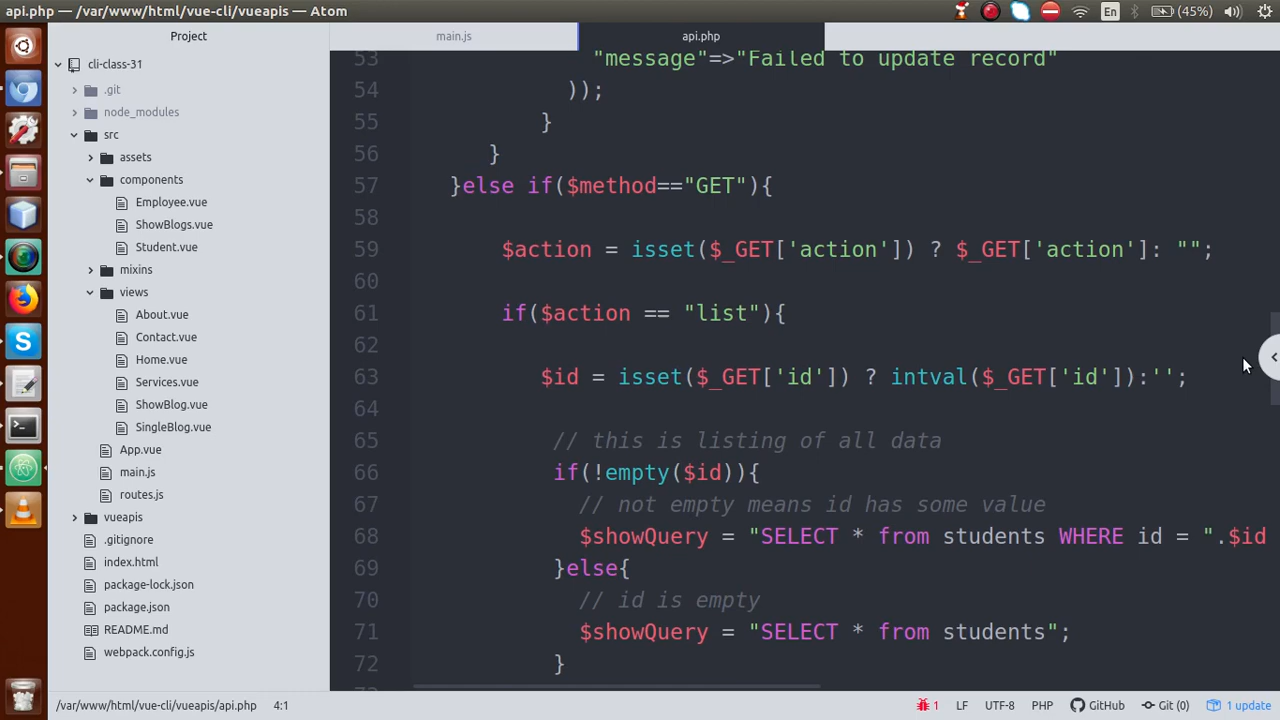 api.php — /var/www/html/vue-cli/vueapis — Atom
En
(45%)
Project
main.js
api.php
cli-class-31
.git
node_modules
src
assets
components
Employee.vue
ShowBlogs.vue
Student.vue
mixins
views
About.vue
Contact.vue
Home.vue
Services.vue
ShowBlog.vue
SingleBlog.vue
App.vue
main.js
routes.js
vueapis
.gitignore
index.html
package-lock.json
package.json
README.md
webpack.config.js
53 "message"=>"Failed to update record"
54 ));
55 }
56 }
57 }else if($method=="GET"){
58
59 $action = isset($_GET['action']) ? $_GET['action']: "";
60
61 if($action == "list"){
62
63 $id = isset($_GET['id']) ? intval($_GET['id']):'';
64
65 // this is listing of all data
66 if(!empty($id)){
67 // not empty means id has some value
68 $showQuery = "SELECT * from students WHERE id = ".$id
69 }else{
70 // id is empty
71 $showQuery = "SELECT * from students";
72 }
/var/www/html/vue-cli/vueapis/api.php 4:1
1 LF UTF-8 PHP GitHub Git (0) 1 update